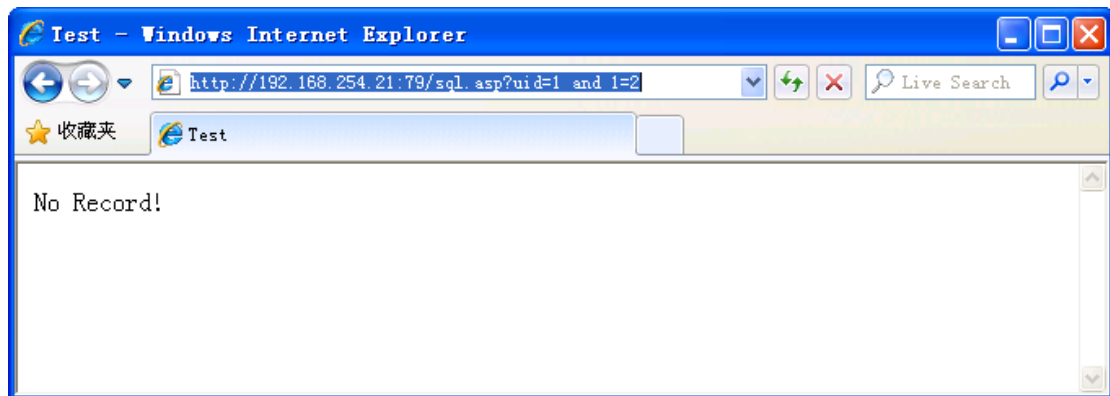 Test - Windows Internet Explorer
http://192.168.254.21:79/sql.asp?uid=1 and 1=2
Live Search
收藏夹
Test
No Record!